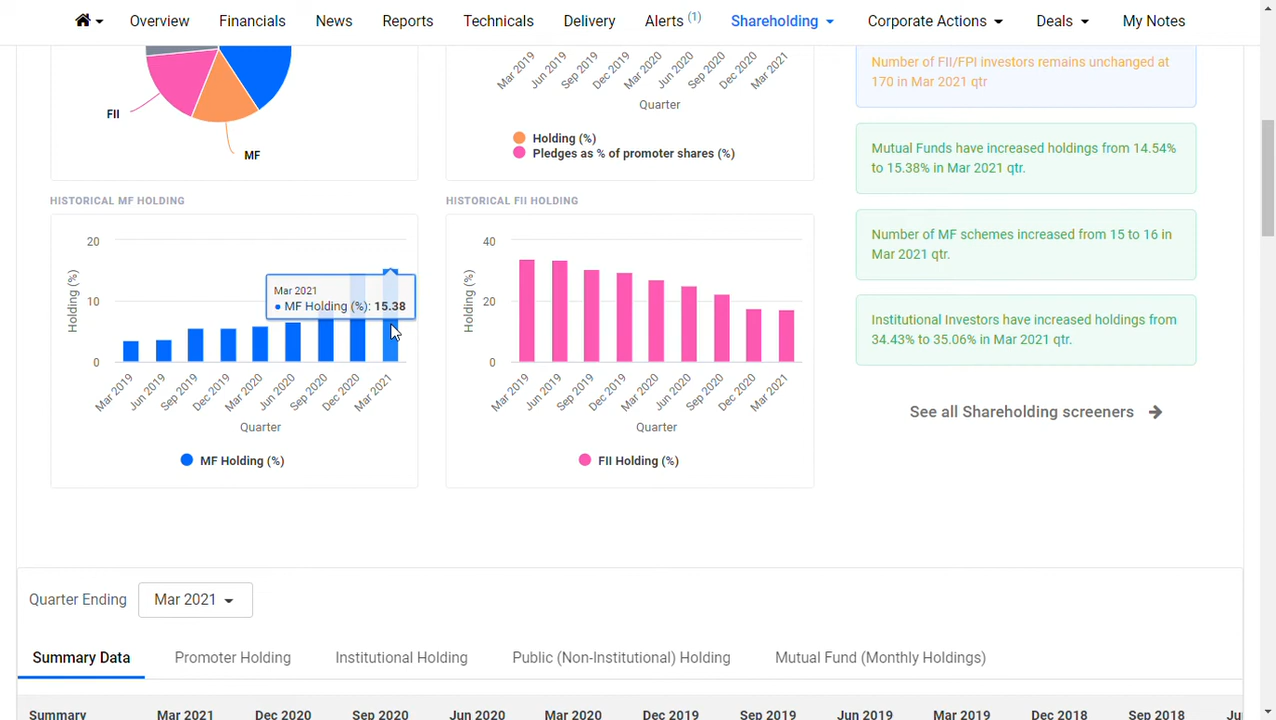 Overview Financials News Reports Technicals Delivery Alerts (1) Shareholding Corporate Actions Deals My Notes
FII
MF
Mar 2019
Jun 2019
Sep 2019
Dec 2019
Mar 2020
Jun 2020
Sep 2020
Dec 2020
Mar 2021
Quarter
Holding (%)
Pledges as % of promoter shares (%)
Number of FII/FPI investors remains unchanged at
170 in Mar 2021 qtr
Mutual Funds have increased holdings from 14.54%
to 15.38% in Mar 2021 qtr.
Number of MF schemes increased from 15 to 16 in
Mar 2021 qtr.
Institutional Investors have increased holdings from
34.43% to 35.06% in Mar 2021 qtr.
See all Shareholding screeners
HISTORICAL MF HOLDING
20
10
0
Holding (%)
Mar 2021
MF Holding (%): 15.38
Mar 2019
Jun 2019
Sep 2019
Dec 2019
Mar 2020
Jun 2020
Sep 2020
Dec 2020
Mar 2021
Quarter
MF Holding (%)
HISTORICAL FII HOLDING
40
20
0
Holding (%)
Mar 2019
Jun 2019
Sep 2019
Dec 2019
Mar 2020
Jun 2020
Sep 2020
Dec 2020
Mar 2021
Quarter
FII Holding (%)
Quarter Ending Mar 2021
Summary Data Promoter Holding Institutional Holding Public (Non-Institutional) Holding Mutual Fund (Monthly Holdings)
Summary Mar 2021 Dec 2020 Sep 2020 Jun 2020 Mar 2020 Dec 2019 Sep 2019 Jun 2019 Mar 2019 Dec 2018 Sep 2018